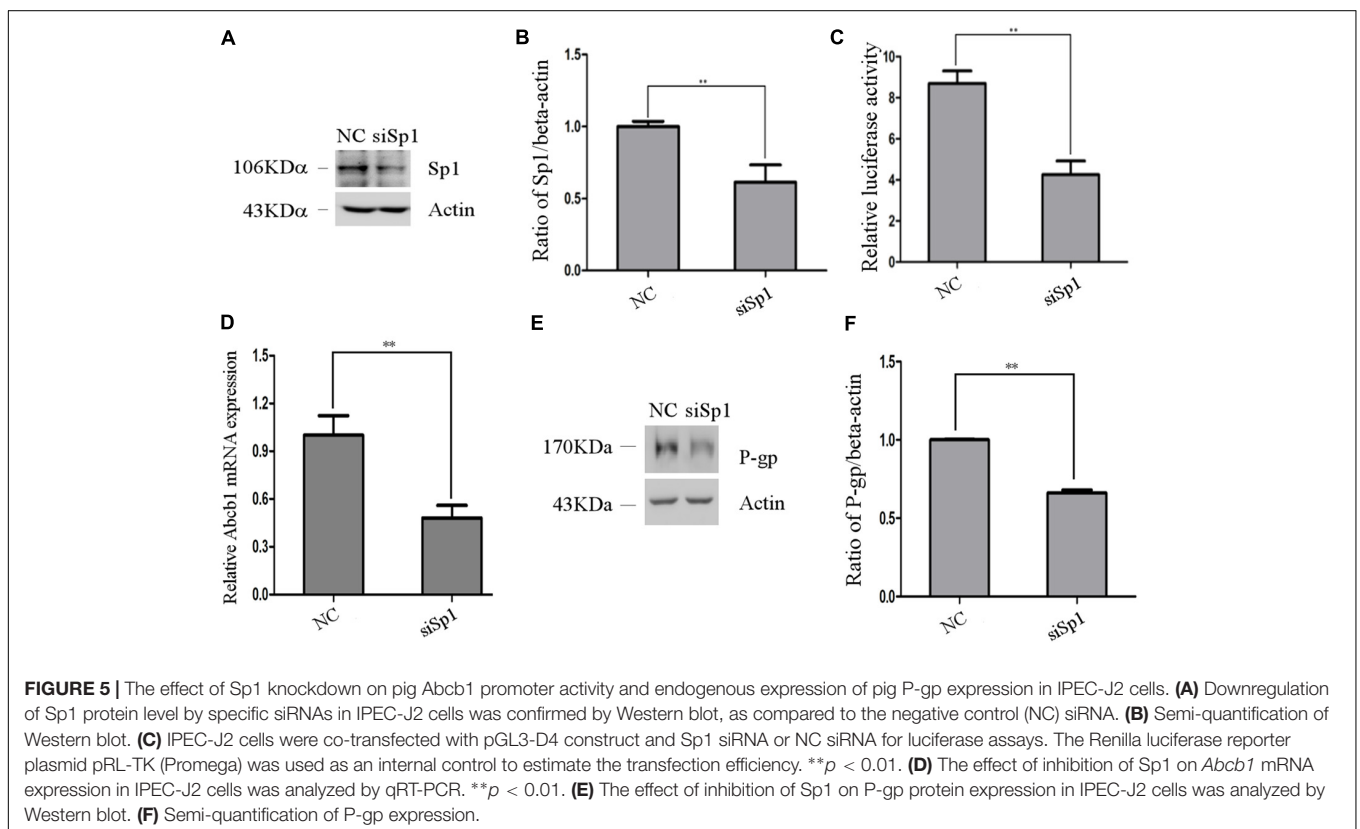 A
NC siSp1
106KDα
Sp1
43KDα
Actin
B
Ratio of Sp1/beta-actin
1.5
1.0
0.5
0.0
**
NC
siSp1
C
Relative luciferase activity
10
8
6
4
2
0
**
NC
siSp1
D
Relative Abcb1 mRNA expression
1.5
1.2
0.9
0.6
0.3
0.0
**
NC
siSp1
E
NC siSp1
170KDa
P-gp
43KDa
Actin
F
Ratio of P-gp/beta-actin
1.5
1.0
0.5
0.0
**
NC
siSp1
FIGURE 5 | The effect of Sp1 knockdown on pig Abcb1 promoter activity and endogenous expression of pig P-gp expression in IPEC-J2 cells. (A) Downregulation
of Sp1 protein level by specific siRNAs in IPEC-J2 cells was confirmed by Western blot, as compared to the negative control (NC) siRNA. (B) Semi-quantification of
Western blot. (C) IPEC-J2 cells were co-transfected with pGL3-D4 construct and Sp1 siRNA or NC siRNA for luciferase assays. The Renilla luciferase reporter
plasmid pRL-TK (Promega) was used as an internal control to estimate the transfection efficiency. **p < 0.01. (D) The effect of inhibition of Sp1 on Abcb1 mRNA
expression in IPEC-J2 cells was analyzed by qRT-PCR. **p < 0.01. (E) The effect of inhibition of Sp1 on P-gp protein expression in IPEC-J2 cells was analyzed by
Western blot. (F) Semi-quantification of P-gp expression.